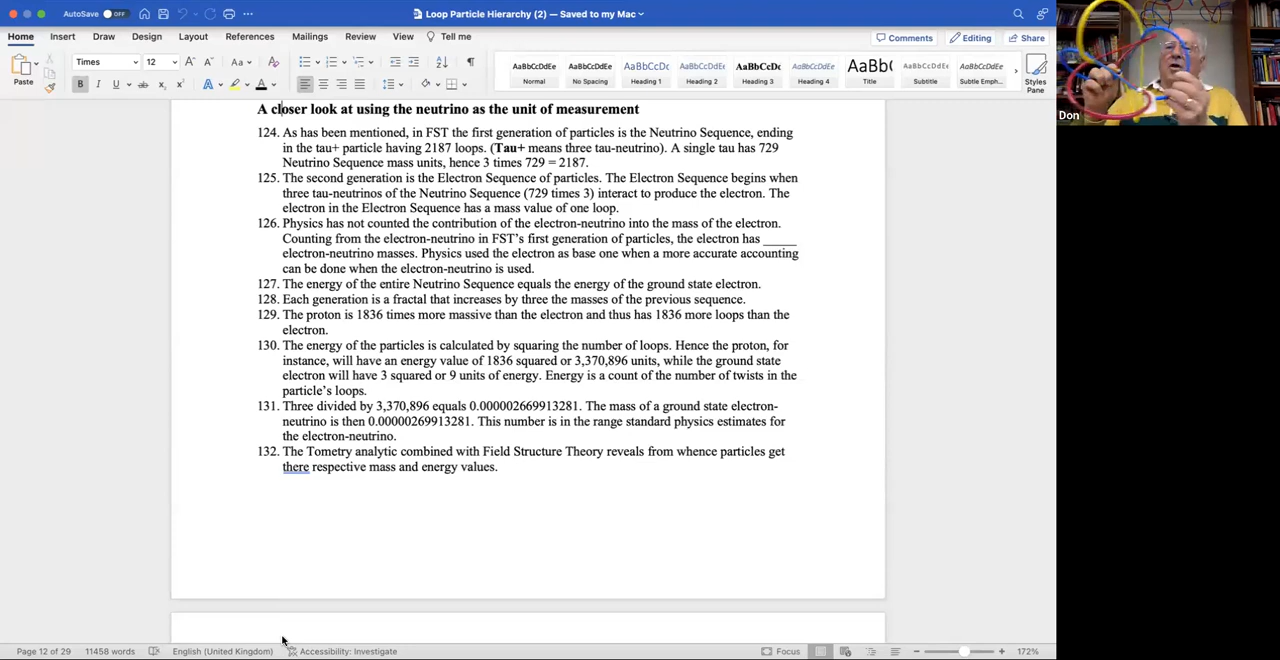 AutoSave OFF
Loop Particle Hierarchy (2) — Saved to my Mac
Home Insert Draw Design Layout References Mailings Review View Tell me
Comments Editing Share
Paste
Times 12
AaBbCcDdEe AaBbCcDdEe AaBbCcDc AaBbCcDdEe AaBbCcDc AaBbCcDdEe AaBb( AaBbCcDdEe AaBbCcDdEe
Normal No Spacing Heading 1 Heading 2 Heading 3 Heading 4 Title Subtitle Subtle Emph...
Styles
Pane
Don
A closer look at using the neutrino as the unit of measurement
124. As has been mentioned, in FST the first generation of particles is the Neutrino Sequence, ending
in the tau+ particle having 2187 loops. (Tau+ means three tau-neutrino). A single tau has 729
Neutrino Sequence mass units, hence 3 times 729 = 2187.
125. The second generation is the Electron Sequence of particles. The Electron Sequence begins when
three tau-neutrinos of the Neutrino Sequence (729 times 3) interact to produce the electron. The
electron in the Electron Sequence has a mass value of one loop.
126. Physics has not counted the contribution of the electron-neutrino into the mass of the electron.
Counting from the electron-neutrino in FST's first generation of particles, the electron has _____
electron-neutrino masses. Physics used the electron as base one when a more accurate accounting
can be done when the electron-neutrino is used.
127. The energy of the entire Neutrino Sequence equals the energy of the ground state electron.
128. Each generation is a fractal that increases by three the masses of the previous sequence.
129. The proton is 1836 times more massive than the electron and thus has 1836 more loops than the
electron.
130. The energy of the particles is calculated by squaring the number of loops. Hence the proton, for
instance, will have an energy value of 1836 squared or 3,370,896 units, while the ground state
electron will have 3 squared or 9 units of energy. Energy is a count of the number of twists in the
particle's loops.
131. Three divided by 3,370,896 equals 0.000002669913281. The mass of a ground state electron-
neutrino is then 0.00000269913281. This number is in the range standard physics estimates for
the electron-neutrino.
132. The Tometry analytic combined with Field Structure Theory reveals from whence particles get
there respective mass and energy values.
Page 12 of 29 11458 words English (United Kingdom) Accessibility: Investigate Focus 172%